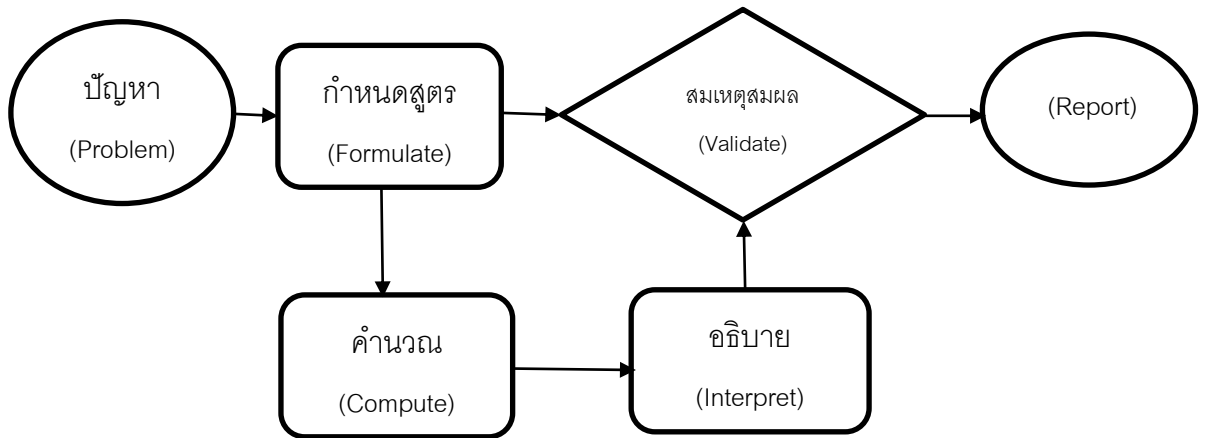 ปัญหา
(Problem)
กำหนดสูตร
(Formulate)
สมเหตุสมผล
(Validate)
(Report)
คำนวณ
(Compute)
อธิบาย
(Interpret)